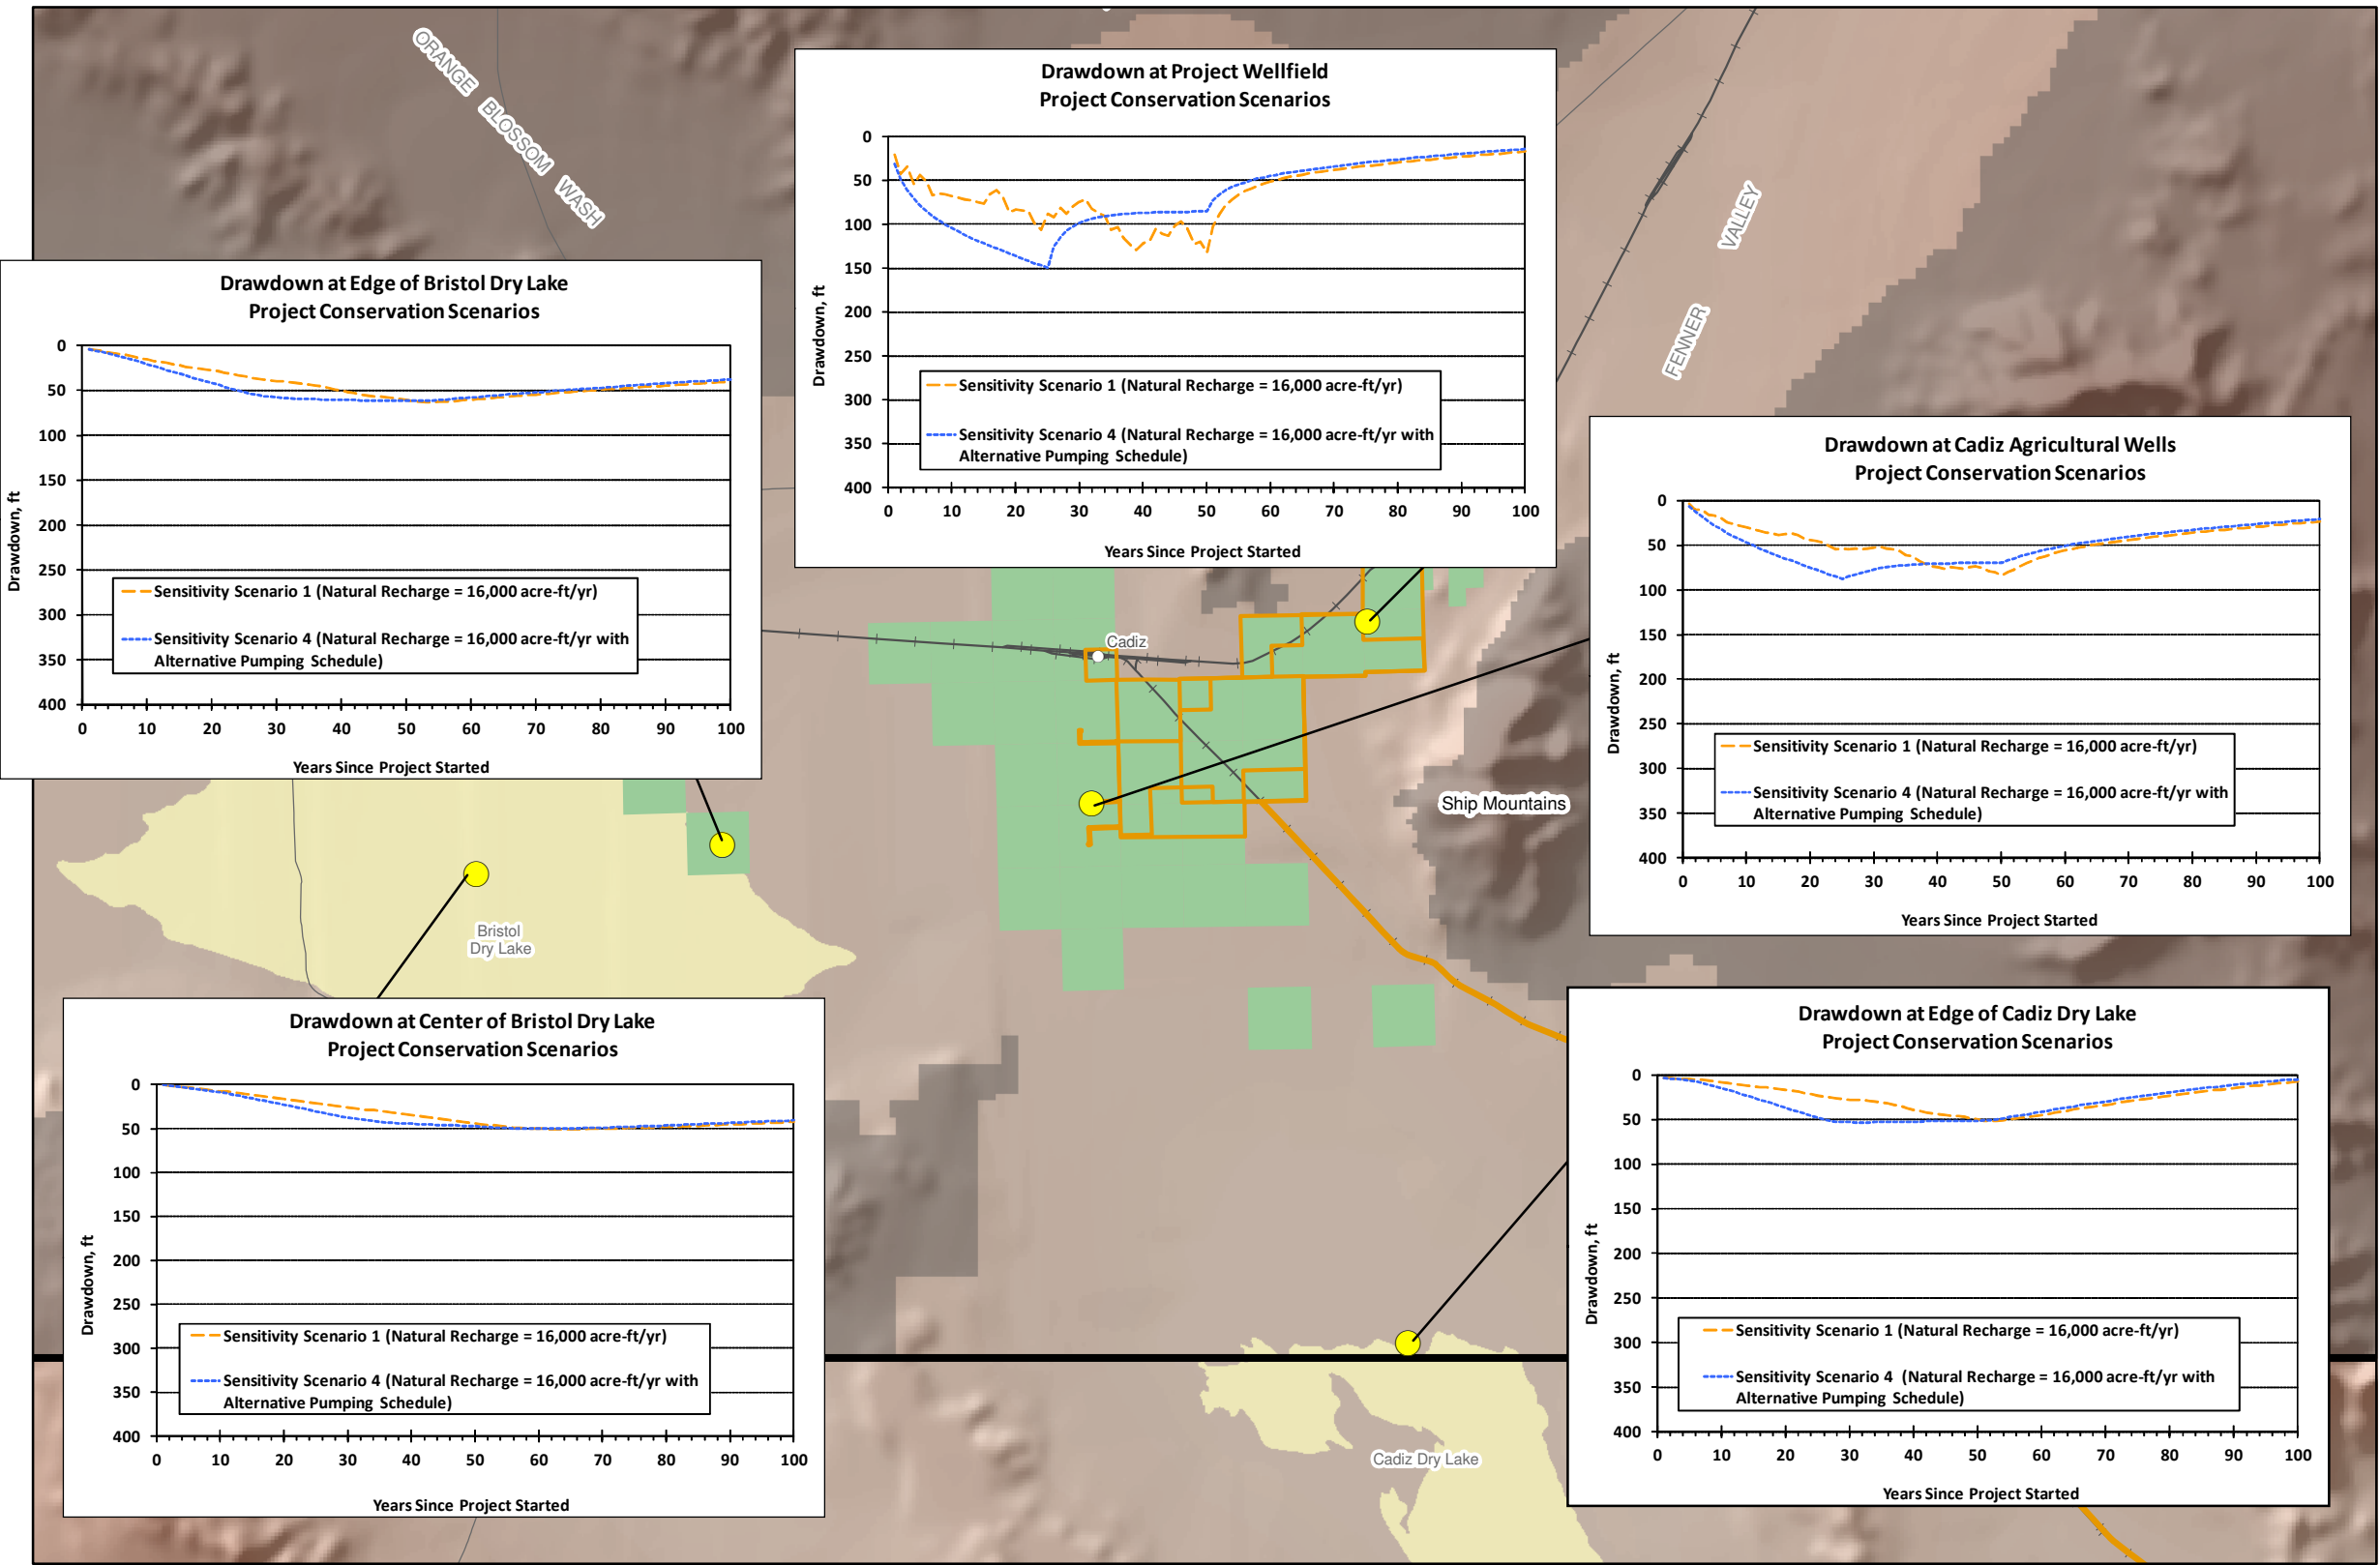 ORANGE BLOSSOM WASH
VALLEY
FENNER
Drawdown at Project Wellfield
Project Conservation Scenarios
0
50
100
150
200
250
300
350
400
Drawdown, ft
Sensitivity Scenario 1 (Natural Recharge = 16,000 acre-ft/yr)
Sensitivity Scenario 4 (Natural Recharge = 16,000 acre-ft/yr with
Alternative Pumping Schedule)
0 10 20 30 40 50 60 70 80 90 100
Years Since Project Started
Drawdown at Edge of Bristol Dry Lake
Project Conservation Scenarios
0
50
100
150
200
250
300
350
400
Drawdown, ft
Sensitivity Scenario 1 (Natural Recharge = 16,000 acre-ft/yr)
Sensitivity Scenario 4 (Natural Recharge = 16,000 acre-ft/yr with
Alternative Pumping Schedule)
0 10 20 30 40 50 60 70 80 90 100
Years Since Project Started
Drawdown at Cadiz Agricultural Wells
Project Conservation Scenarios
0
50
100
150
200
250
300
350
400
Drawdown, ft
Sensitivity Scenario 1 (Natural Recharge = 16,000 acre-ft/yr)
Sensitivity Scenario 4 (Natural Recharge = 16,000 acre-ft/yr with
Alternative Pumping Schedule)
0 10 20 30 40 50 60 70 80 90 100
Years Since Project Started
Cadiz
Ship Mountains
Bristol
Dry Lake
Drawdown at Center of Bristol Dry Lake
Project Conservation Scenarios
0
50
100
150
200
250
300
350
400
Drawdown, ft
Sensitivity Scenario 1 (Natural Recharge = 16,000 acre-ft/yr)
Sensitivity Scenario 4 (Natural Recharge = 16,000 acre-ft/yr with
Alternative Pumping Schedule)
0 10 20 30 40 50 60 70 80 90 100
Years Since Project Started
Drawdown at Edge of Cadiz Dry Lake
Project Conservation Scenarios
0
50
100
150
200
250
300
350
400
Drawdown, ft
Sensitivity Scenario 1 (Natural Recharge = 16,000 acre-ft/yr)
Sensitivity Scenario 4 (Natural Recharge = 16,000 acre-ft/yr with
Alternative Pumping Schedule)
0 10 20 30 40 50 60 70 80 90 100
Years Since Project Started
Cadiz Dry Lake